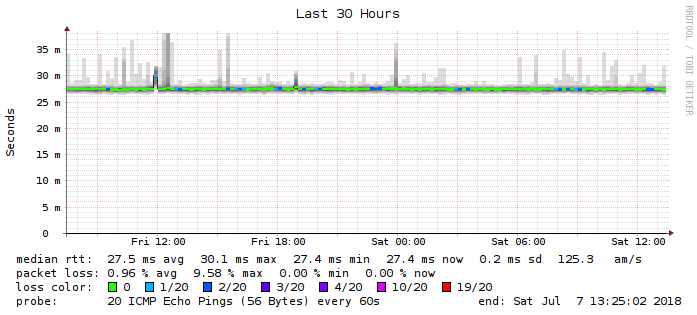 Last 30 Hours
RRDTOOL / TOBI OETIKER
Seconds
35 m
30 m
25 m
20 m
15 m
10 m
5 m
0
Fri 12:00 Fri 18:00 Sat 00:00 Sat 06:00 Sat 12:00
median rtt: 27.5 ms avg 30.1 ms max 27.4 ms min 27.4 ms now 0.2 ms sd 125.3 am/s
packet loss: 0.96 % avg 9.58 % max 0.00 % min 0.00 % now
loss color: 0 1/20 2/20 3/20 4/20 10/20 19/20
probe: 20 ICMP Echo Pings (56 Bytes) every 60s end: Sat Jul 7 13:25:02 2018